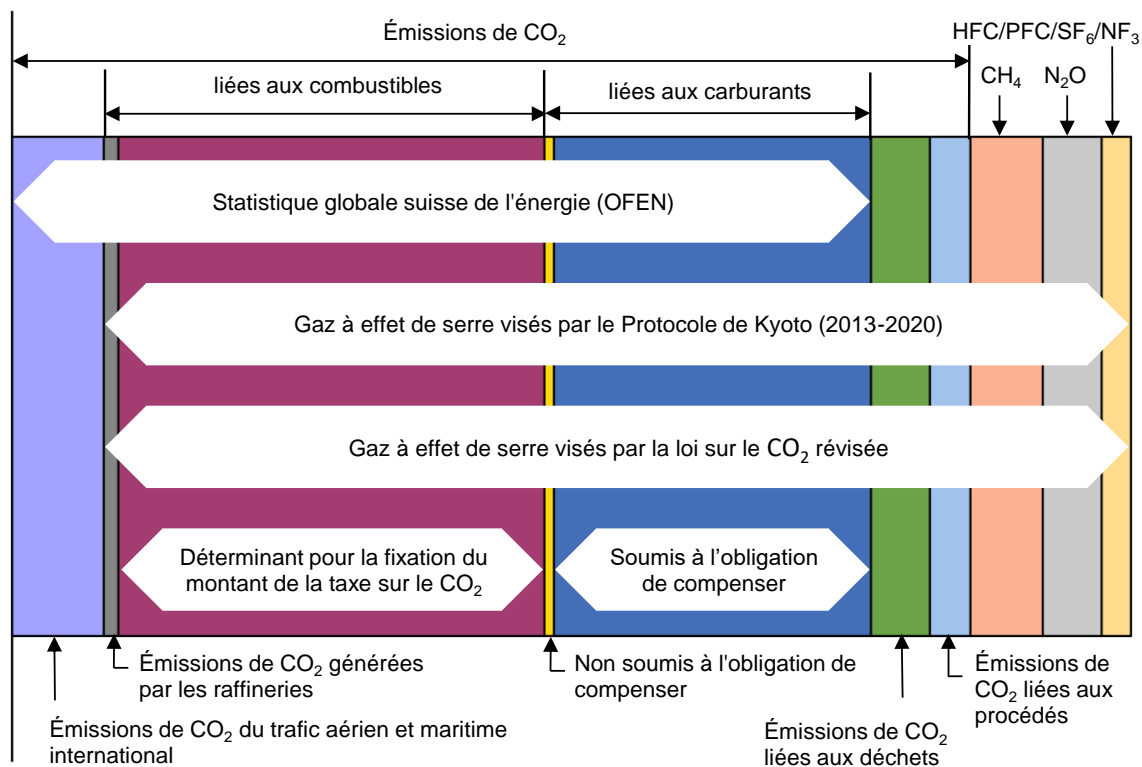 Émissions de CO₂
HFC/PFC/SF₆/NF₃
liées aux combustibles
liées aux carburants
CH₄
N₂O
Statistique globale suisse de l'énergie (OFEN)
Gaz à effet de serre visés par le Protocole de Kyoto (2013-2020)
Gaz à effet de serre visés par la loi sur le CO₂ révisée
Déterminant pour la fixation du
montant de la taxe sur le CO₂
Soumis à l’obligation
de compenser
Émissions de CO₂ générées
par les raffineries
Non soumis à l'obligation de
compenser
Émissions de
CO₂ liées aux
procédés
Émissions de CO₂ du trafic aérien et maritime
international
Émissions de CO₂
liées aux déchets